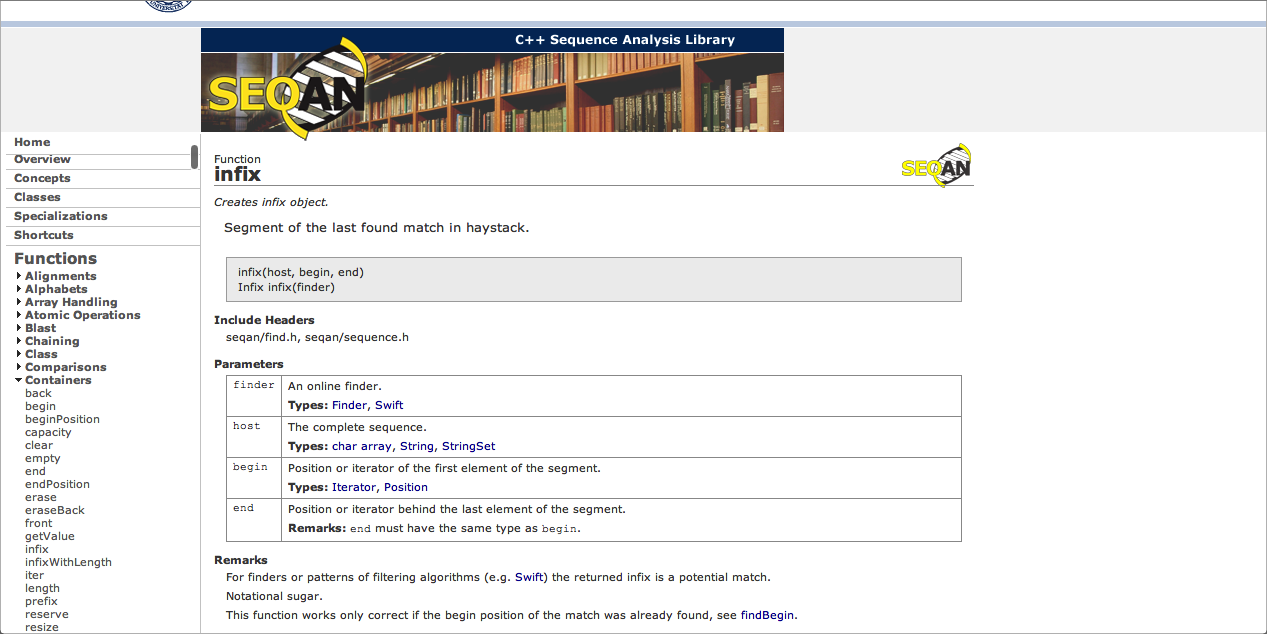 UNIVERSITÄT
C++ Sequence Analysis Library
SEQAN
Home
Overview
Concepts
Classes
Specializations
Shortcuts
Functions
Alignments
Alphabets
Array Handling
Atomic Operations
Blast
Chaining
Class
Comparisons
Containers
back
begin
beginPosition
capacity
clear
empty
end
endPosition
erase
eraseBack
front
getValue
infix
infixWithLength
iter
length
prefix
reserve
resize
Function
infix
SEQAN
Creates infix object.
Segment of the last found match in haystack.
infix(host, begin, end)
Infix infix(finder)
Include Headers
seqan/find.h, seqan/sequence.h
Parameters
finder An online finder.
Types: Finder, Swift
host The complete sequence.
Types: char array, String, StringSet
begin Position or iterator of the first element of the segment.
Types: Iterator, Position
end Position or iterator behind the last element of the segment.
Remarks: end must have the same type as begin.
Remarks
For finders or patterns of filtering algorithms (e.g. Swift) the returned infix is a potential match.
Notational sugar.
This function works only correct if the begin position of the match was already found, see findBegin.